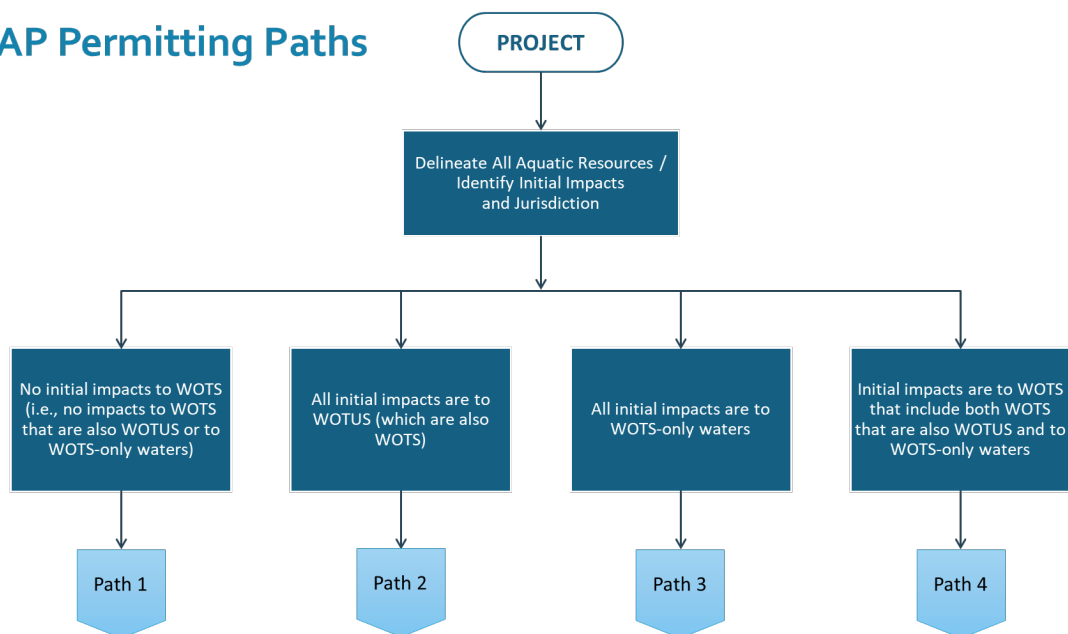 AP Permitting Paths
PROJECT
Delineate All Aquatic Resources /
Identify Initial Impacts
and Jurisdiction
No initial impacts to WOTS
(i.e., no impacts to WOTS
that are also WOTUS or to
WOTS-only waters)
All initial impacts are to
WOTUS (which are also
WOTS)
All initial impacts are to
WOTS-only waters
Initial impacts are to WOTS
that include both WOTS
that are also WOTUS and to
WOTS-only waters
Path 1
Path 2
Path 3
Path 4